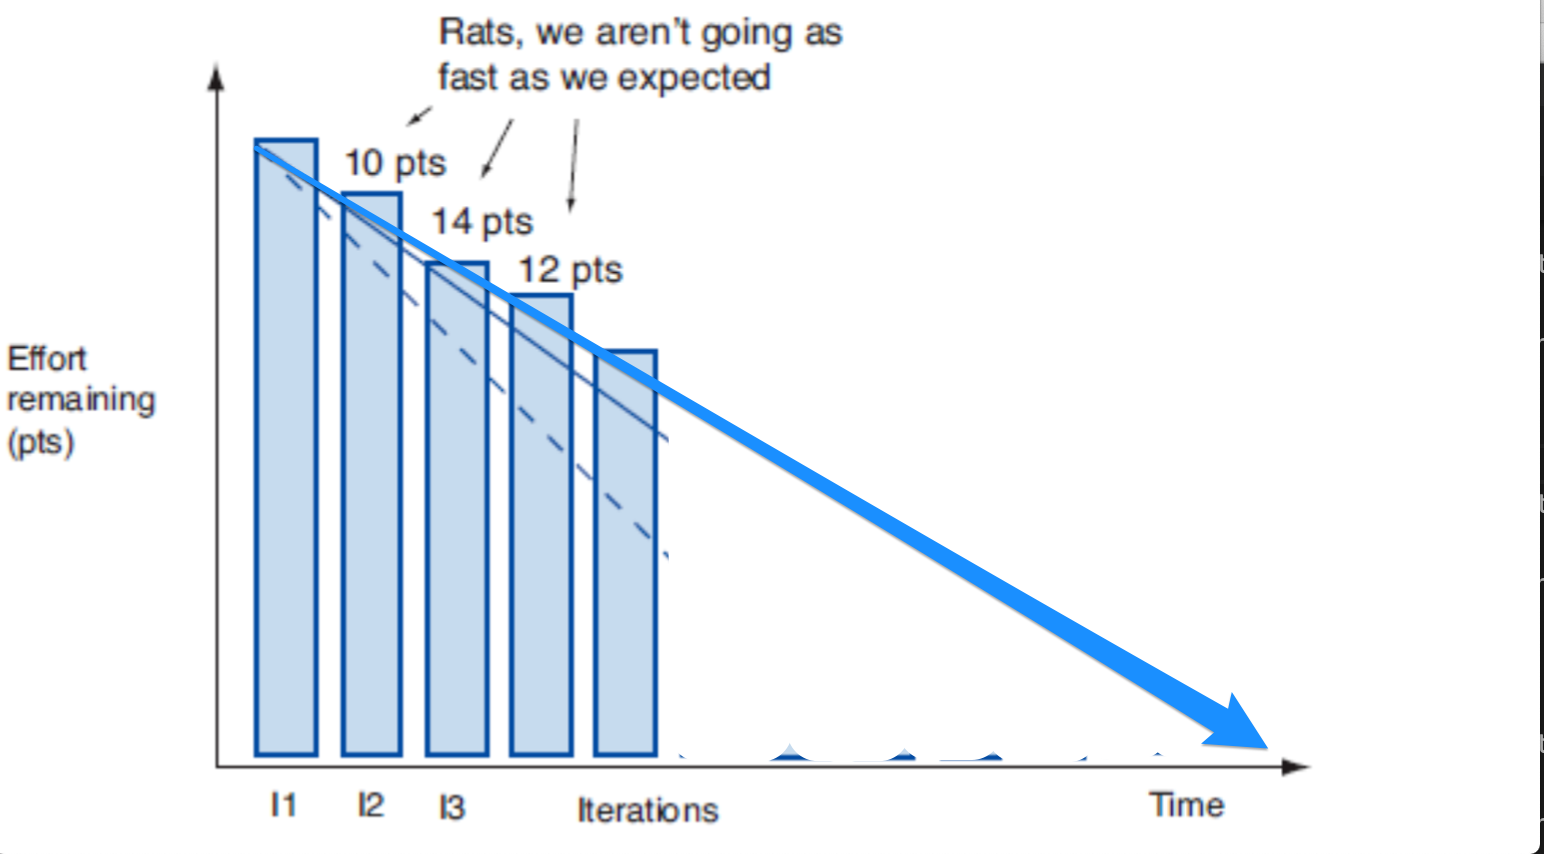 Rats, we aren't going as
fast as we expected
10 pts
14 pts
12 pts
Effort
remaining
(pts)
I1
I2
I3
Iterations
Time